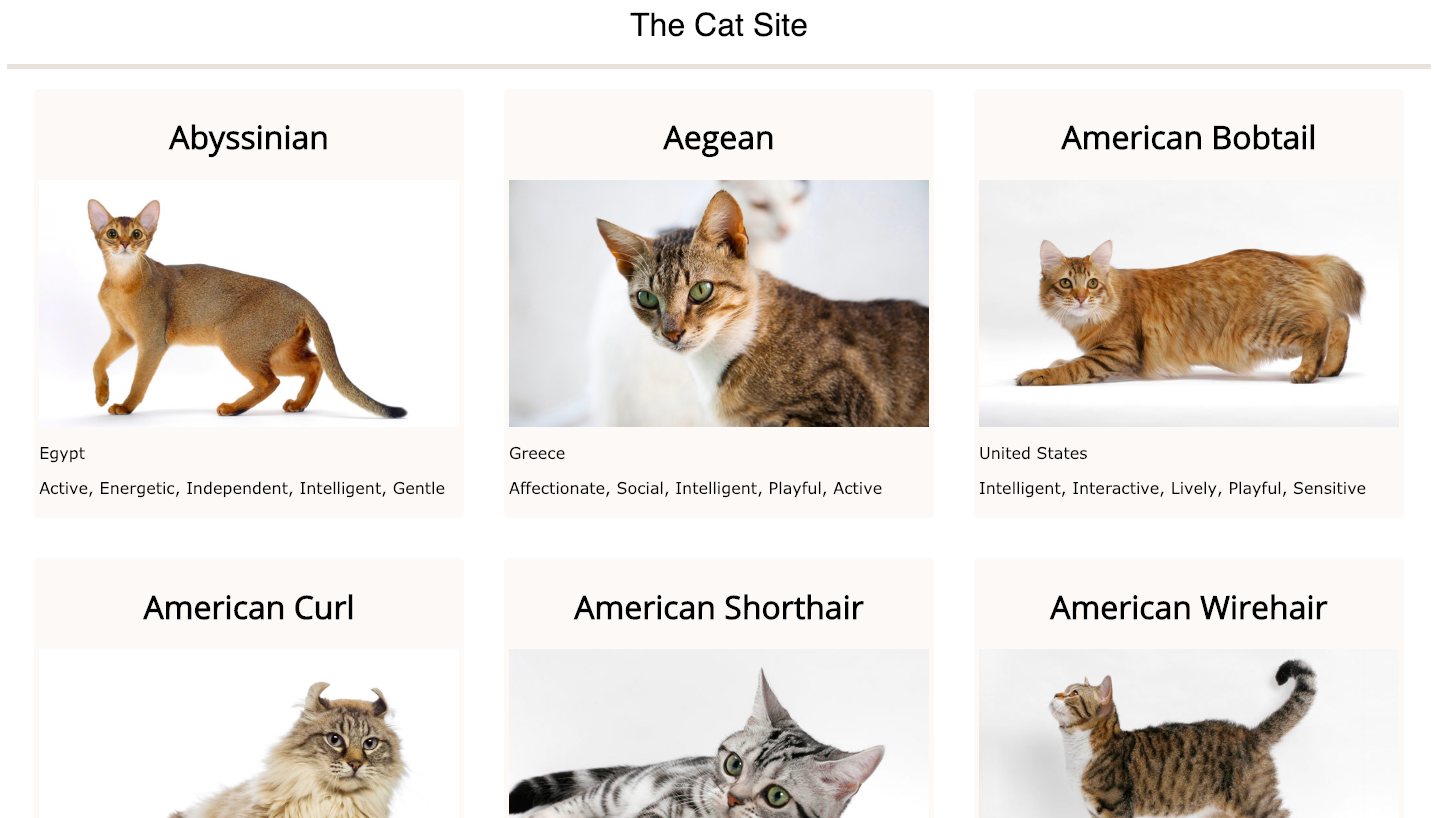 The Cat Site
Abyssinian
Egypt
Active, Energetic, Independent, Intelligent, Gentle
Aegean
Greece
Affectionate, Social, Intelligent, Playful, Active
American Bobtail
United States
Intelligent, Interactive, Lively, Playful, Sensitive
American Curl
American Shorthair
American Wirehair